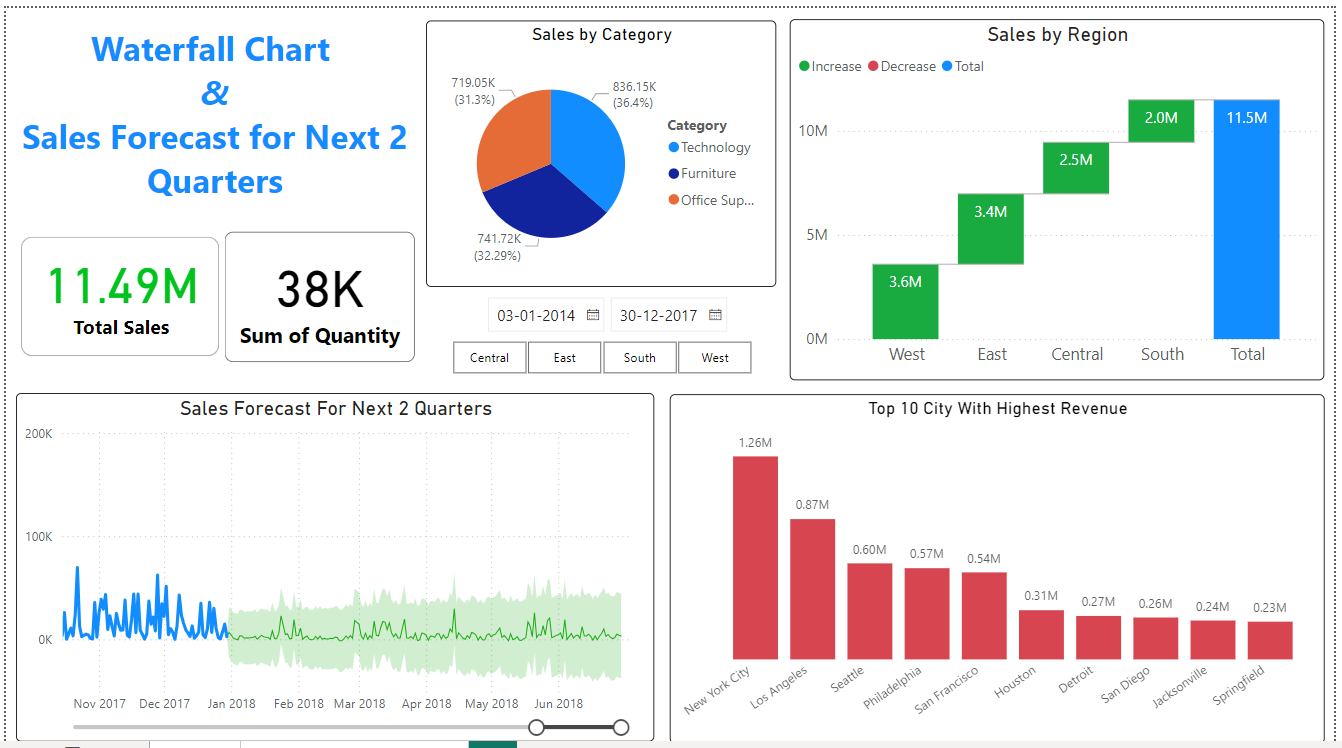 Waterfall Chart
&
Sales Forecast for Next 2
Quarters
11.49M
Total Sales
38K
Sum of Quantity
Sales by Category
719.05K
(31.3%)
836.15K
(36.4%)
741.72K
(32.29%)
Category
Technology
Furniture
Office Sup...
03-01-2014
30-12-2017
Central
East
South
West
Sales by Region
Increase Decrease Total
10M
5M
0M
3.6M
3.4M
2.5M
2.0M
11.5M
West East Central South Total
Sales Forecast For Next 2 Quarters
200K
100K
0K
Nov 2017 Dec 2017 Jan 2018 Feb 2018 Mar 2018 Apr 2018 May 2018 Jun 2018
Top 10 City With Highest Revenue
1.26M
0.87M
0.60M
0.57M
0.54M
0.31M
0.27M
0.26M
0.24M
0.23M
New York City
Los Angeles
Seattle
Philadelphia
San Francisco
Houston
Detroit
San Diego
Jacksonville
Springfield